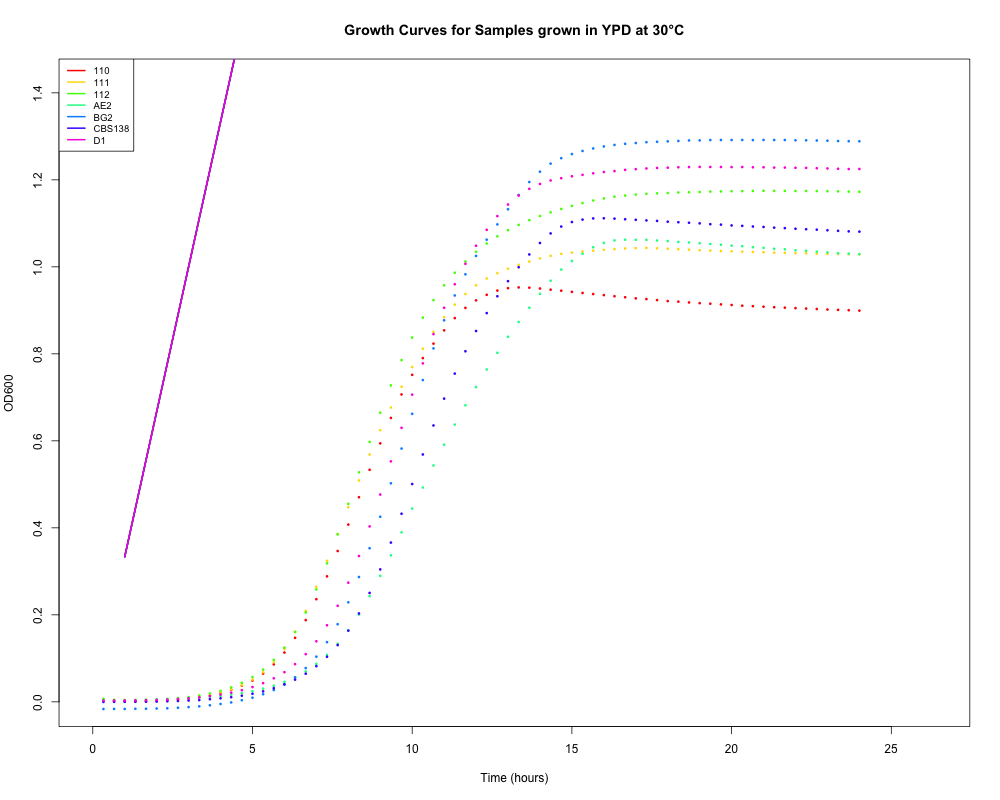 Growth Curves for Samples grown in YPD at 30°C
110
111
112
AE2
BG2
CBS138
D1
OD600
1.4
1.2
1.0
0.8
0.6
0.4
0.2
0.0
0 5 10 15 20 25
Time (hours)